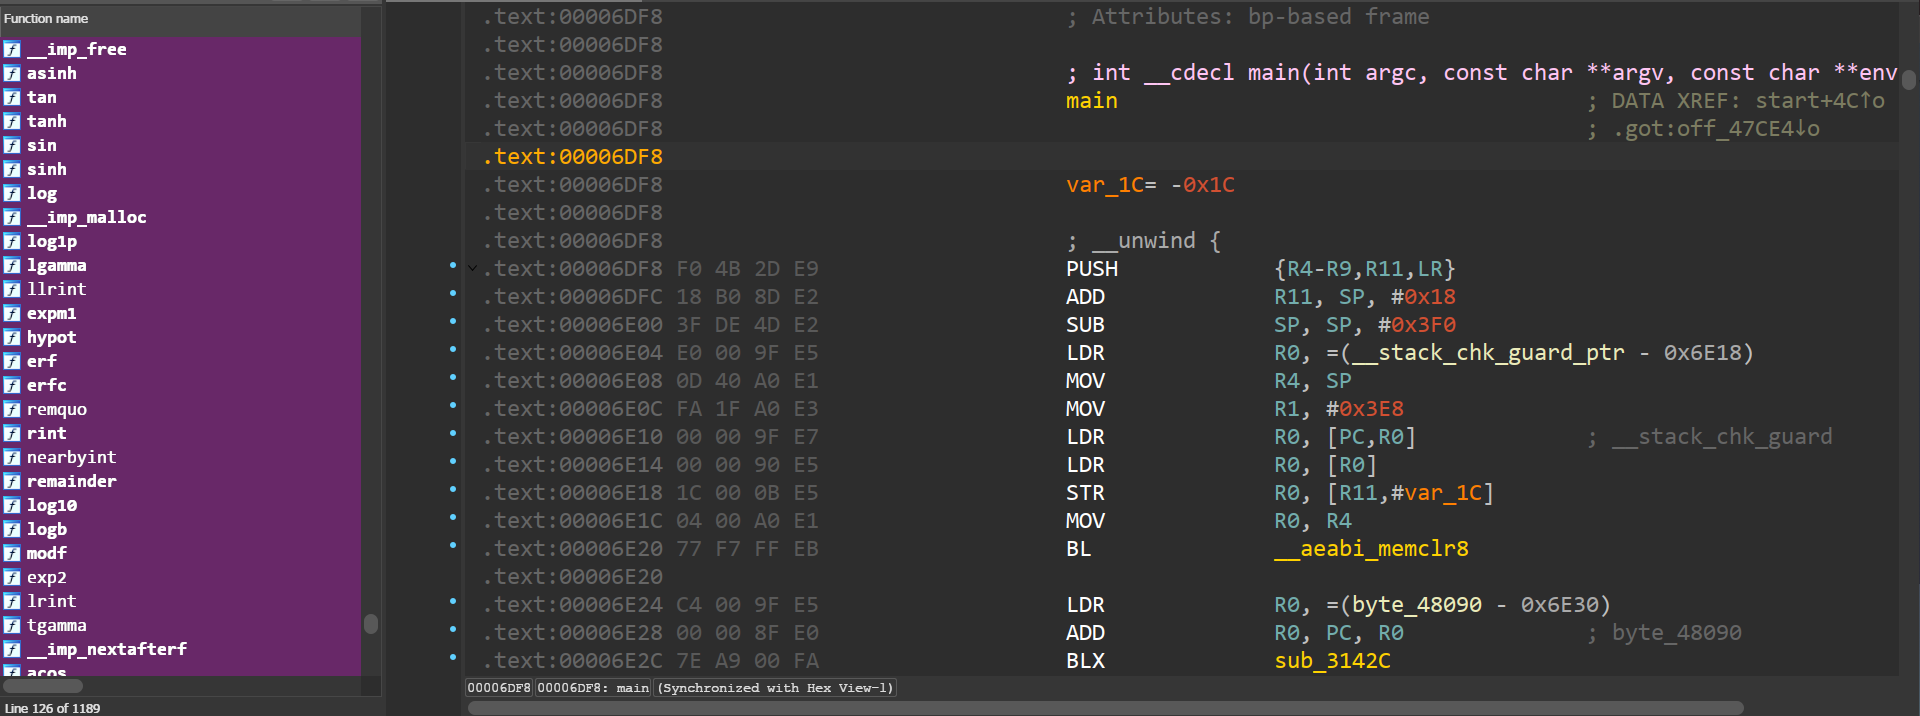 Function name
__imp_free
asinh
tan
tanh
sin
sinh
log
__imp_malloc
log1p
lgamma
llrint
expm1
hypot
erf
erfc
remquo
rint
nearbyint
remainder
log10
logb
modf
exp2
lrint
tgamma
__imp_nextafterf
acos
Line 126 of 1189
.text:00006DF8 ; Attributes: bp-based frame
.text:00006DF8
.text:00006DF8 ; int __cdecl main(int argc, const char **argv, const char **env
.text:00006DF8 main ; DATA XREF: start+4C↑o
.text:00006DF8 ; .got:off_47CE4↓o
.text:00006DF8
.text:00006DF8 var_1C= -0x1C
.text:00006DF8
.text:00006DF8 ; __unwind {
.text:00006DF8 F0 4B 2D E9 PUSH {R4-R9,R11,LR}
.text:00006DFC 18 B0 8D E2 ADD R11, SP, #0x18
.text:00006E00 3F DE 4D E2 SUB SP, SP, #0x3F0
.text:00006E04 E0 00 9F E5 LDR R0, =(__stack_chk_guard_ptr - 0x6E18)
.text:00006E08 0D 40 A0 E1 MOV R4, SP
.text:00006E0C FA 1F A0 E3 MOV R1, #0x3E8
.text:00006E10 00 00 9F E7 LDR R0, [PC,R0] ; __stack_chk_guard
.text:00006E14 00 00 90 E5 LDR R0, [R0]
.text:00006E18 1C 00 0B E5 STR R0, [R11,#var_1C]
.text:00006E1C 04 00 A0 E1 MOV R0, R4
.text:00006E20 77 F7 FF EB BL __aeabi_memclr8
.text:00006E20
.text:00006E24 C4 00 9F E5 LDR R0, =(byte_48090 - 0x6E30)
.text:00006E28 00 00 8F E0 ADD R0, PC, R0 ; byte_48090
.text:00006E2C 7E A9 00 FA BLX sub_3142C
00006DF8 00006DF8: main (Synchronized with Hex View-1)